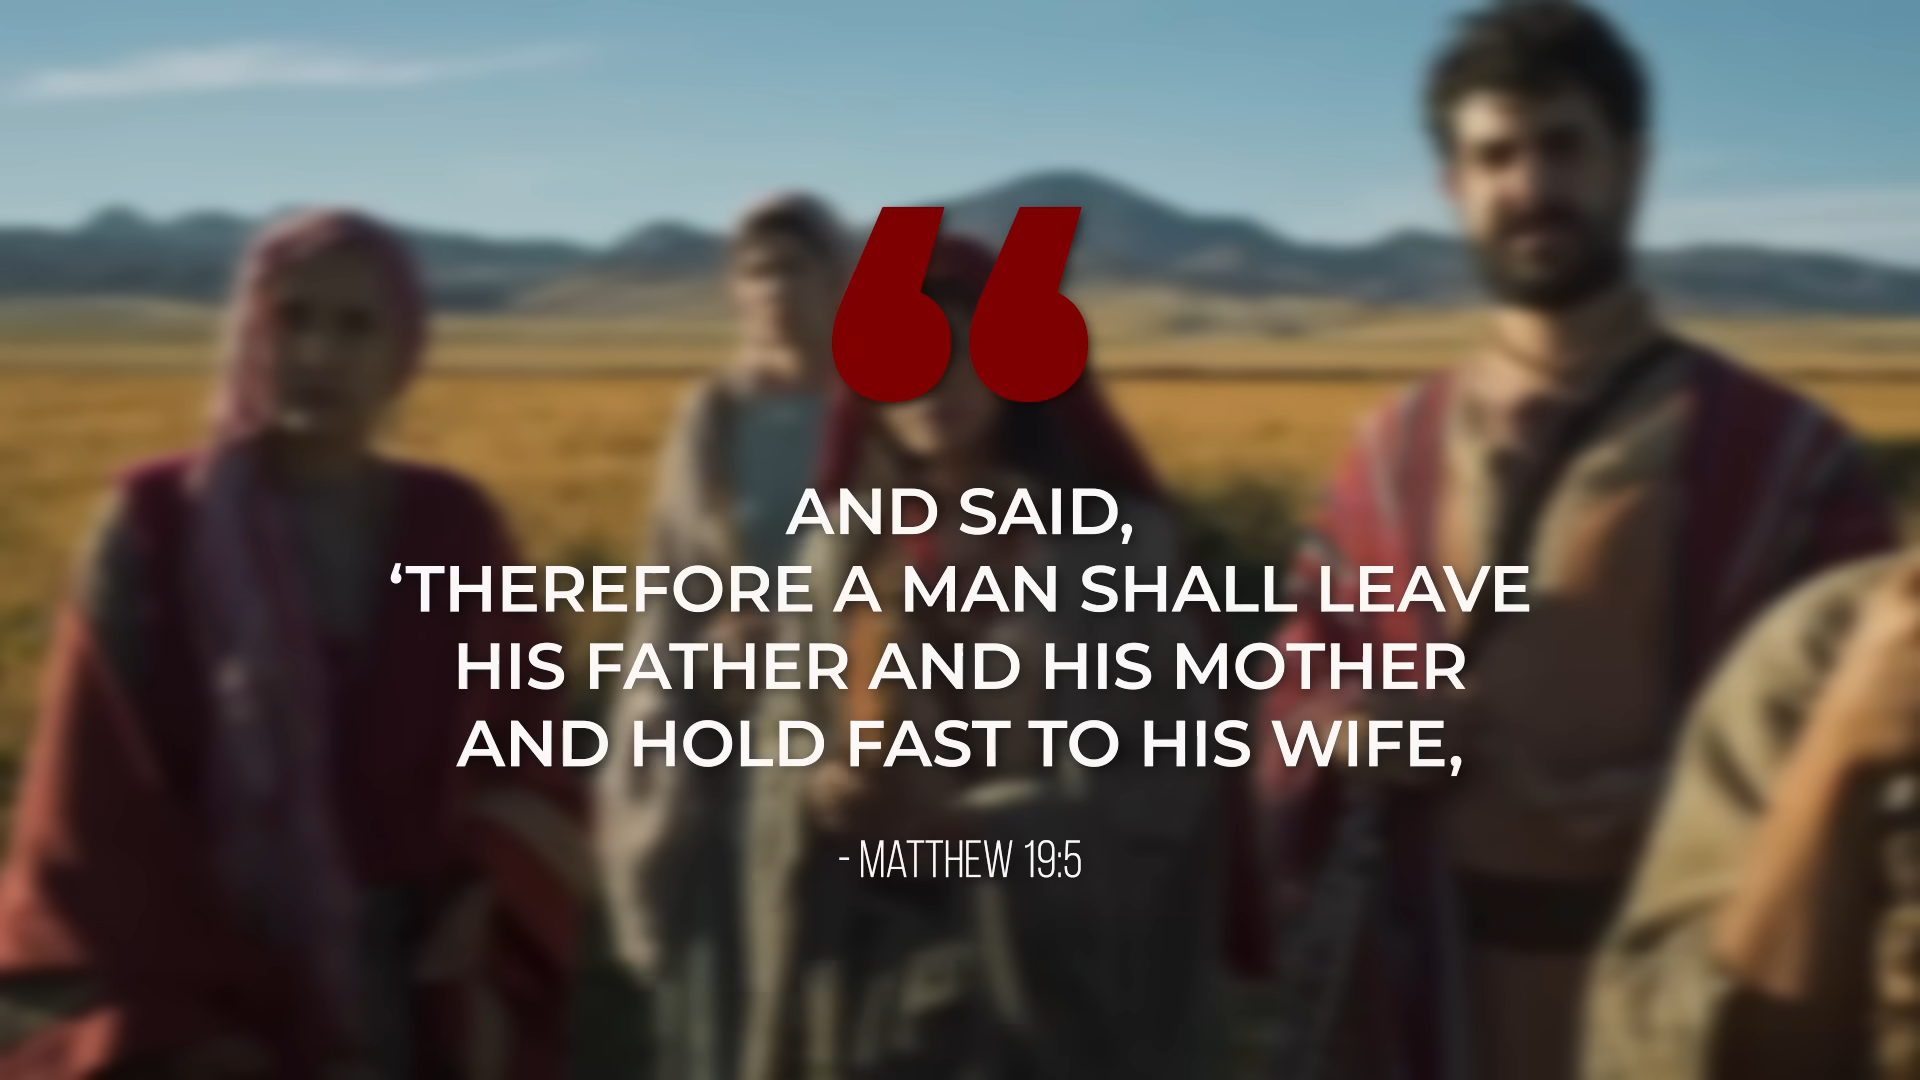 AND SAID,
‘THEREFORE A MAN SHALL LEAVE
HIS FATHER AND HIS MOTHER
AND HOLD FAST TO HIS WIFE,
- MATTHEW 19:5